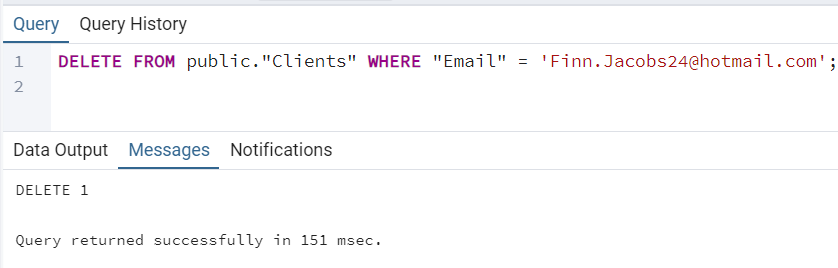 Query Query History
1 DELETE FROM public."Clients" WHERE "Email" = 'Finn.Jacobs24@hotmail.com';
2
Data Output Messages Notifications
DELETE 1
Query returned successfully in 151 msec.